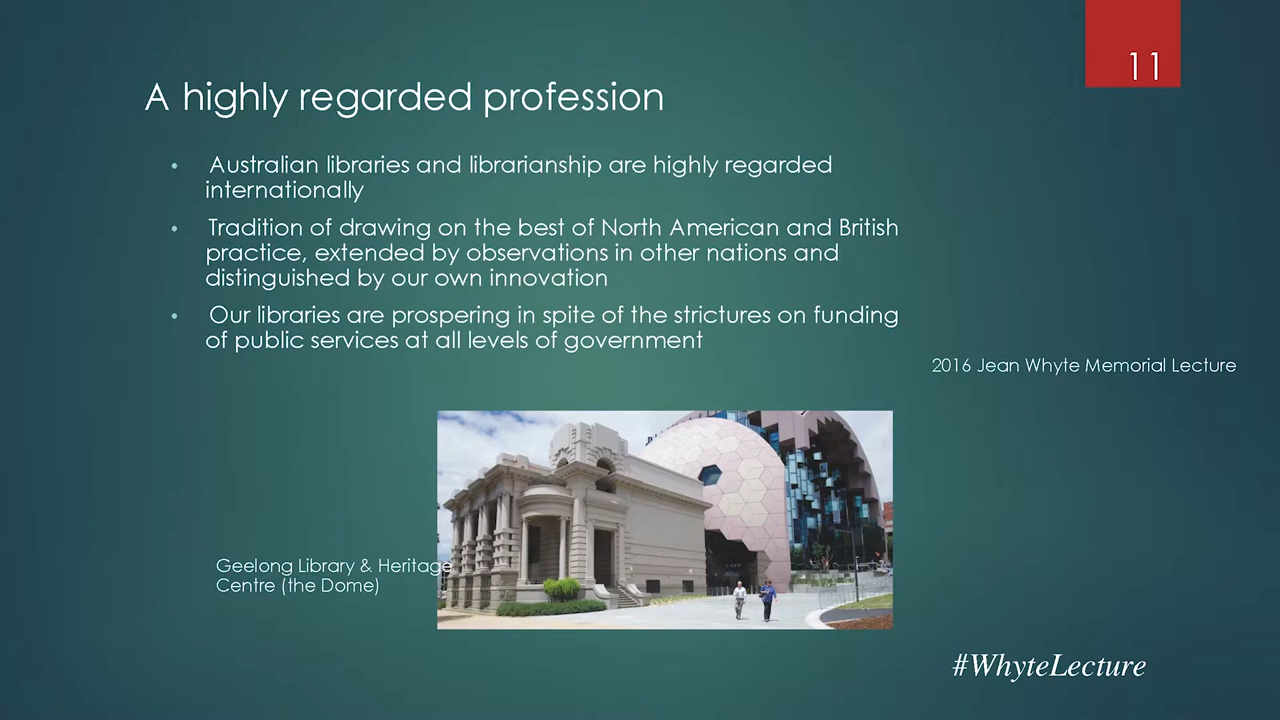 11
A highly regarded profession
• Australian libraries and librarianship are highly regarded
internationally
• Tradition of drawing on the best of North American and British
practice, extended by observations in other nations and
distinguished by our own innovation
• Our libraries are prospering in spite of the strictures on funding
of public services at all levels of government
2016 Jean Whyte Memorial Lecture
Geelong Library & Heritage
Centre (the Dome)
#WhyteLecture